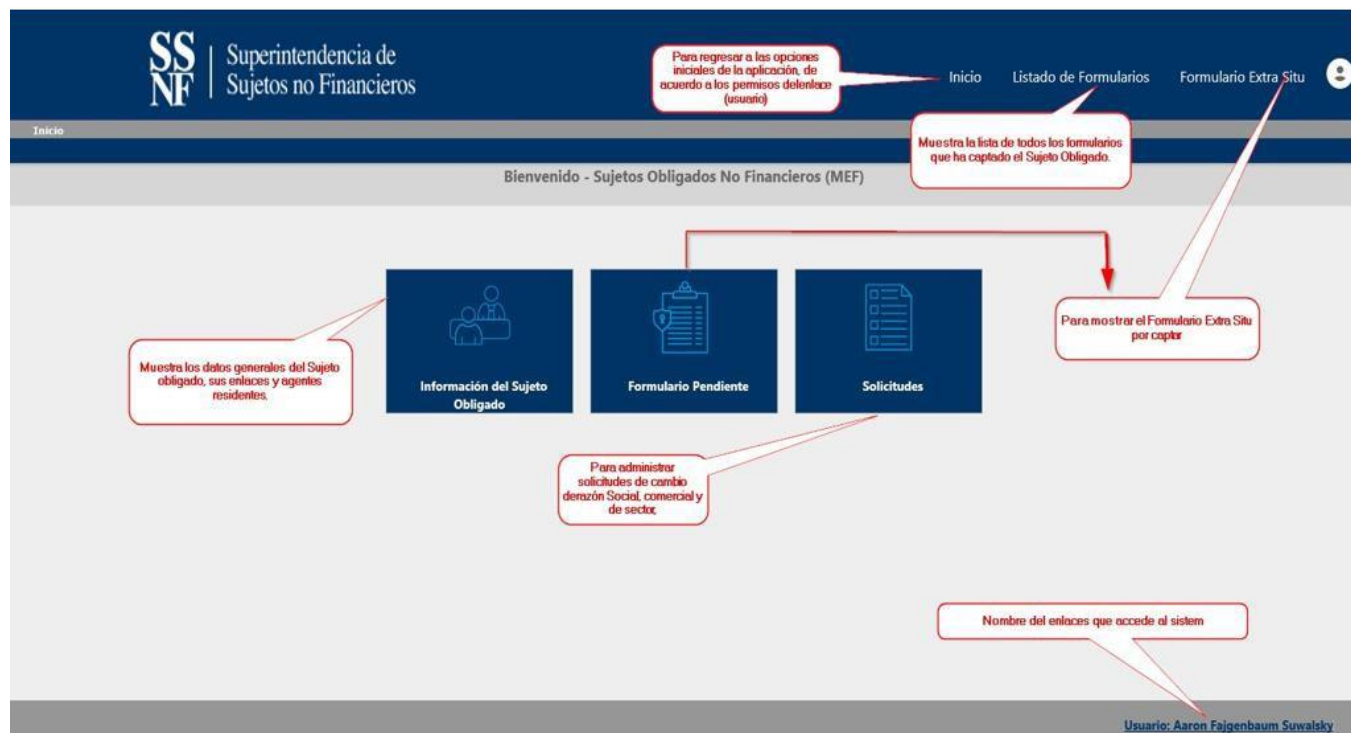 SS
NF
Superintendencia de
Sujetos no Financieros
Para regresar a las opciones
iniciales de la aplicación, de
acuerdo a los permisos delenlace
(usuario)
Inicio
Listado de Formularios
Formulario Extra Situ
Inicio
Muestra la lista de todos los formularios
que ha captado el Sujeto Obligado.
Bienvenido - Sujetos Obligados No Financieros (MEF)
Para mostrar el Formulario Extra Situ
por captar
Muestra los datos generales del Sujeto
obligado, sus enlaces y agentes
residentes.
Información del Sujeto
Obligado
Formulario Pendiente
Solicitudes
Para administrar
solicitudes de cambio
derazón Social, comercial y
de sector.
Nombre del enlaces que accede al sistem
Usuario: Aaron Fajgenbaum Suwalsky